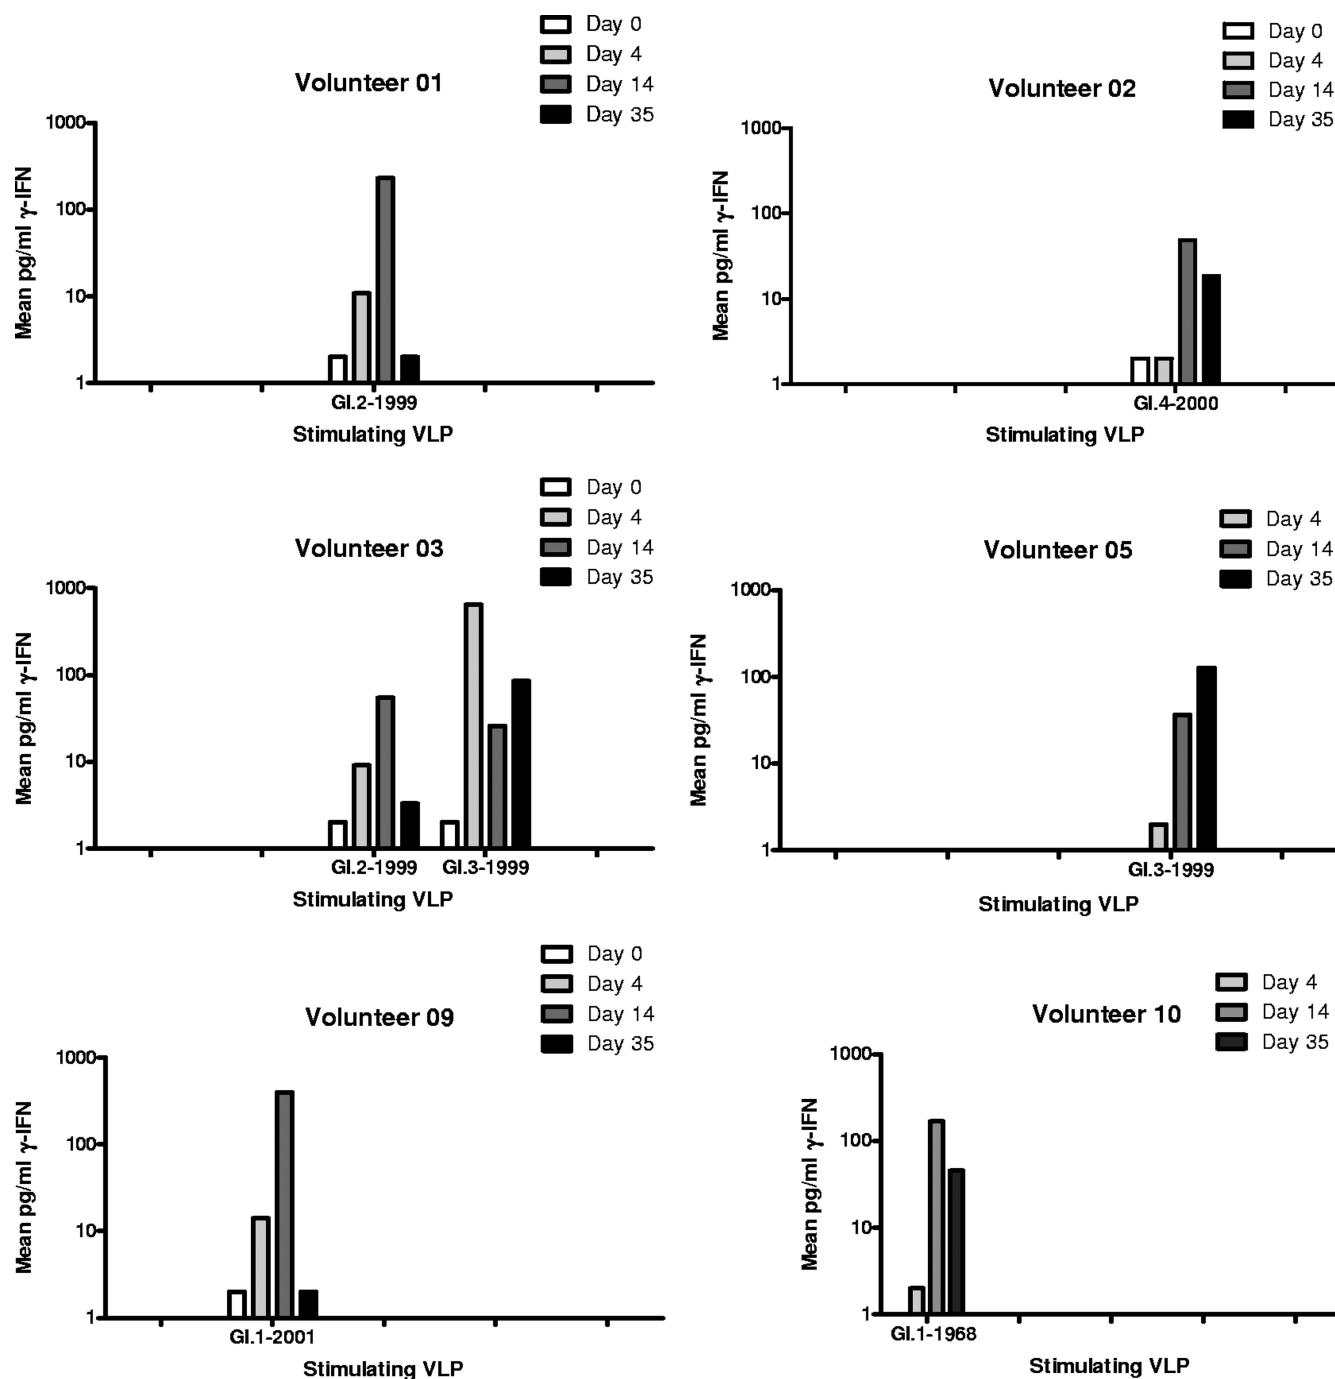 Volunteer 01
Day 0
Day 4
Day 14
Day 35
Mean pg/ml γ-IFN
1000
100
10
1
GI.2-1999
Stimulating VLP
Volunteer 02
Day 0
Day 4
Day 14
Day 35
Mean pg/ml γ-IFN
1000
100
10
1
GI.4-2000
Stimulating VLP
Volunteer 03
Day 0
Day 4
Day 14
Day 35
Mean pg/ml γ-IFN
1000
100
10
1
GI.2-1999 GI.3-1999
Stimulating VLP
Volunteer 05
Day 4
Day 14
Day 35
Mean pg/ml γ-IFN
1000
100
10
1
GI.3-1999
Stimulating VLP
Volunteer 09
Day 0
Day 4
Day 14
Day 35
Mean pg/ml γ-IFN
1000
100
10
1
GI.1-2001
Stimulating VLP
Volunteer 10
Day 4
Day 14
Day 35
Mean pg/ml γ-IFN
1000
100
10
1
GI.1-1968
Stimulating VLP